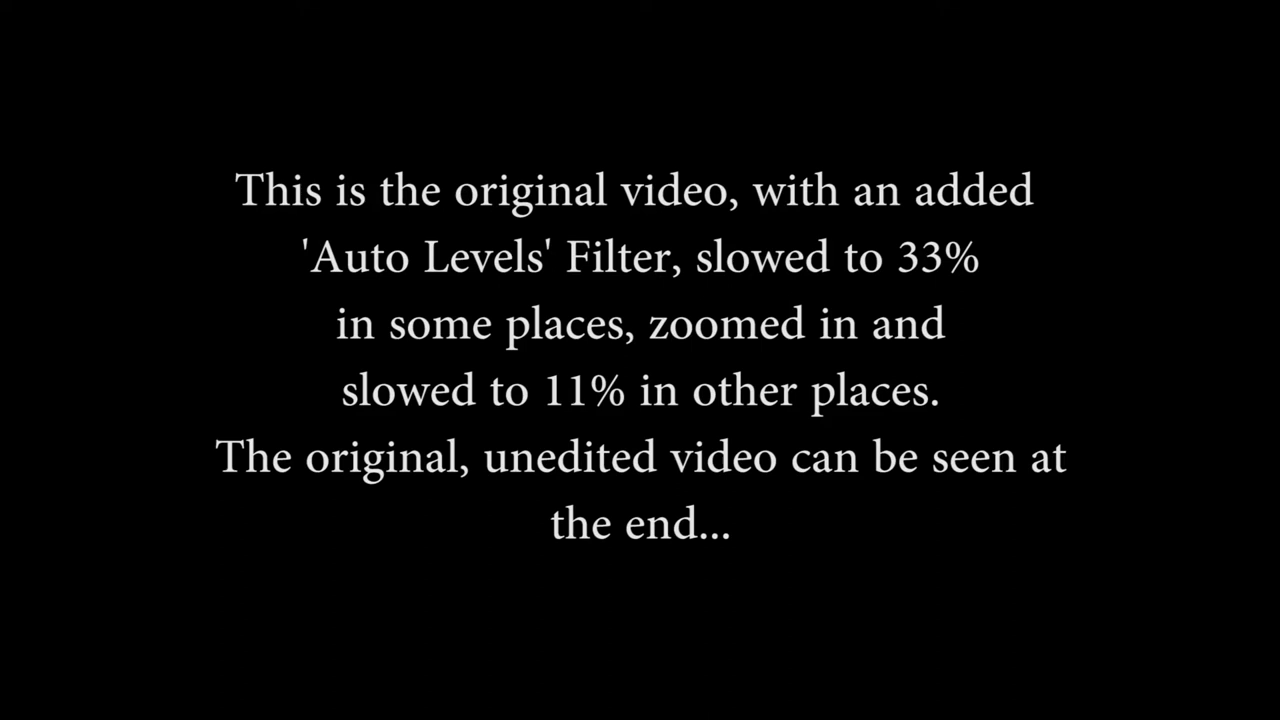 This is the original video, with an added
'Auto Levels' Filter, slowed to 33%
in some places, zoomed in and
slowed to 11% in other places.
The original, unedited video can be seen at
the end...